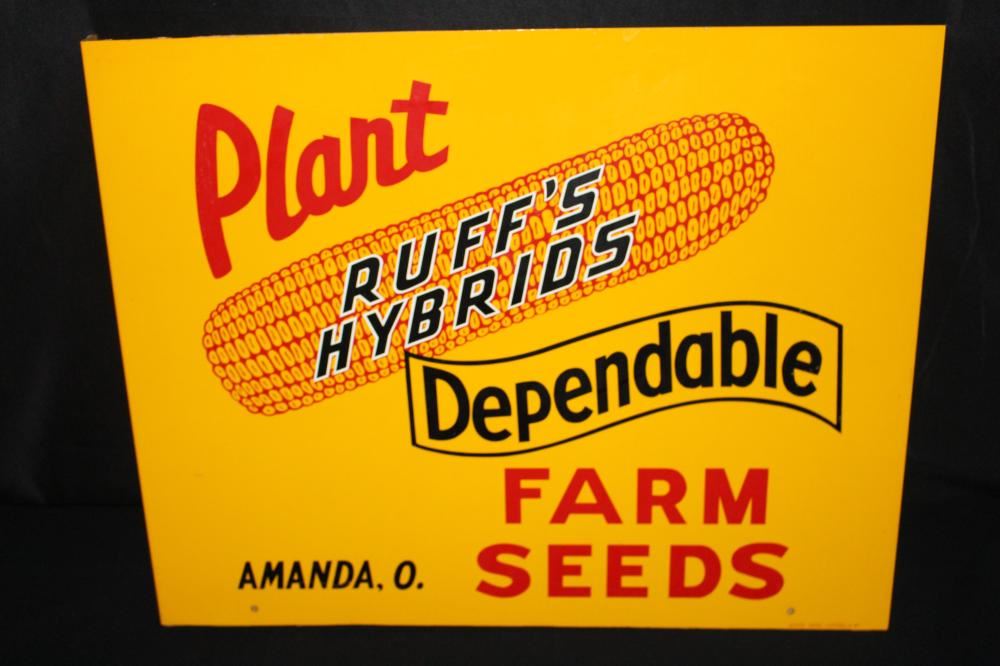 Plant
RUFF'S
HYBRIDS
Dependable
FARM
SEEDS
AMANDA, O.